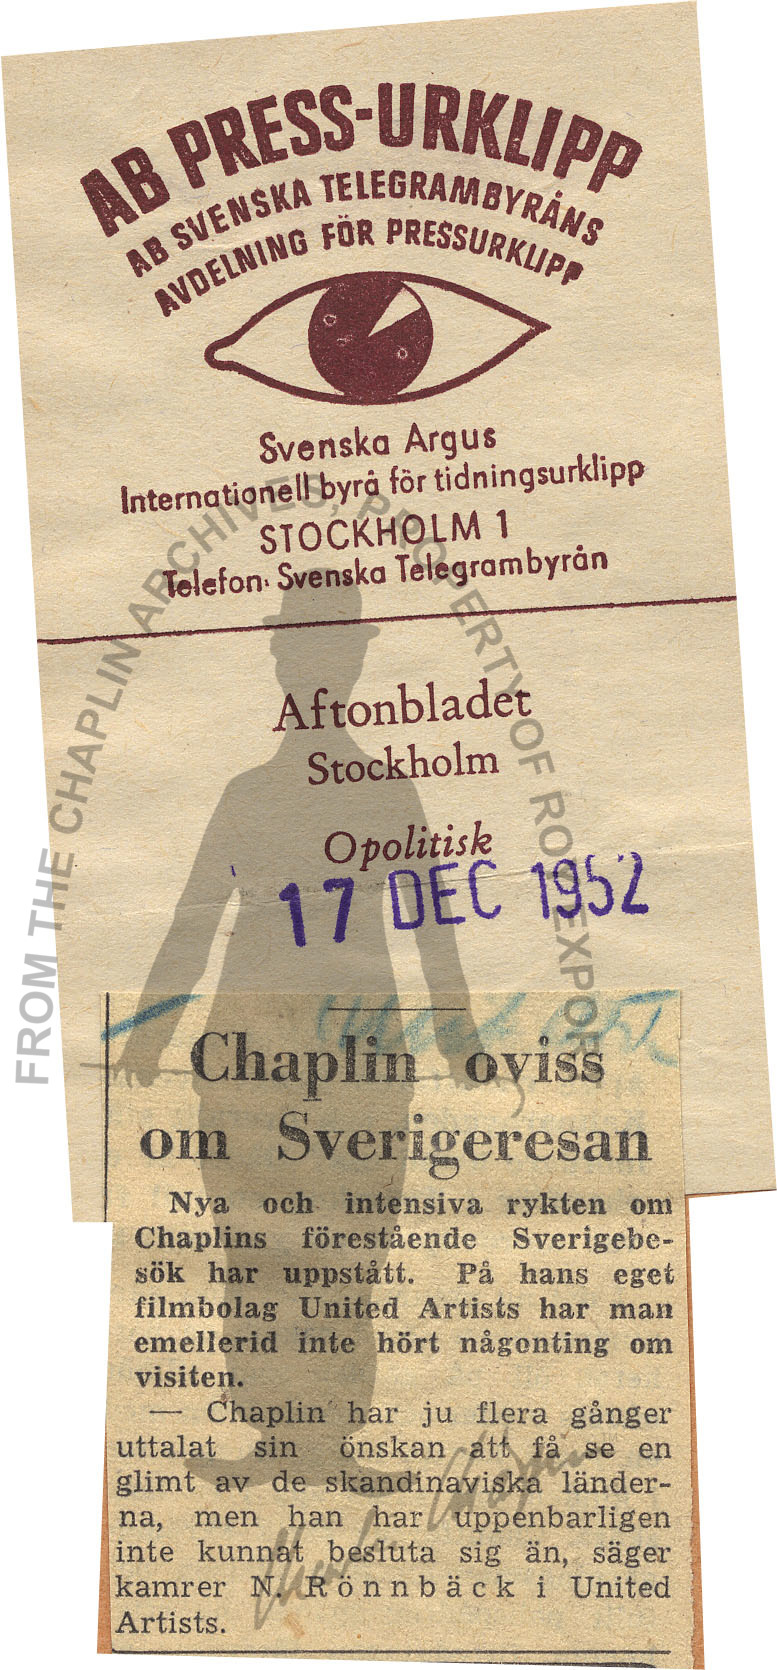 AB PRESS-URKLIPP
AB SVENSKA TELEGRAMBYRÅNS
AVDELNING FÖR PRESSURKLIPP
Svenska Argus
Internationell byrå för tidningsurklipp
STOCKHOLM 1
Telefon: Svenska Telegrambyrån
FROM THE CHAPLIN ARCHIVES, PROPERTY OF ROY EXPORT
Aftonbladet
Stockholm
Opolitisk
17 DEC 1952
Chaplin oviss
om Sverigeresan
Nya och intensiva rykten om
Chaplins förestående Sverigebe-
sök har uppstått. På hans eget
filmbolag United Artists har man
emellerid inte hört någonting om
visiten.
— Chaplin har ju flera gånger
uttalat sin önskan att få se en
glimt av de skandinaviska länder-
na, men han har uppenbarligen
inte kunnat besluta sig än, säger
kamrer N. Rönnbäck i United
Artists.